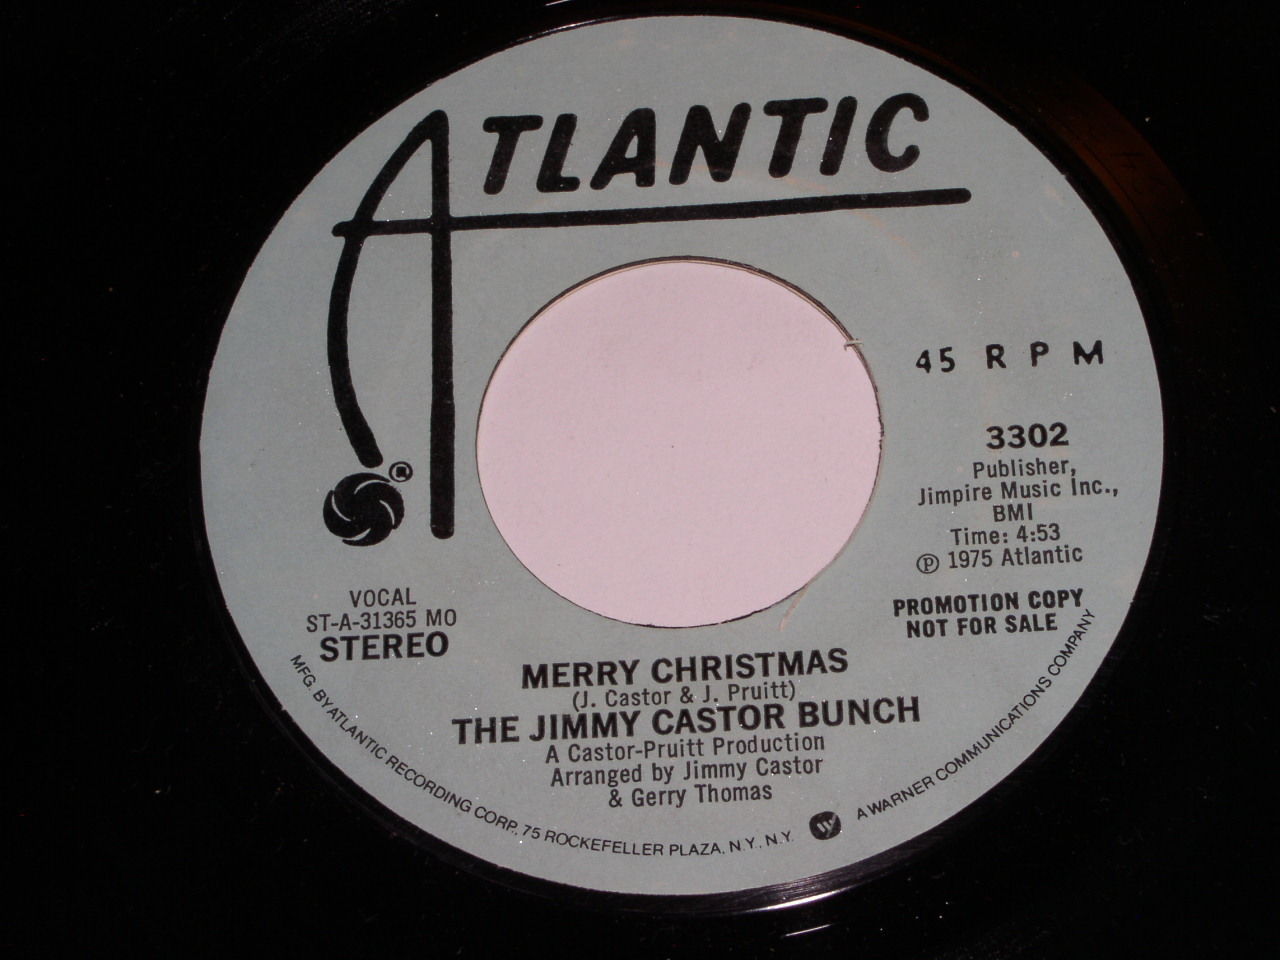 ATLANTIC
®
45 RPM
3302
Publisher,
Jimpire Music Inc.,
BMI
Time: 4:53
Ⓟ 1975 Atlantic
PROMOTION COPY
NOT FOR SALE
VOCAL
ST-A-31365 MO
STEREO
MERRY CHRISTMAS
(J. Castor & J. Pruitt)
THE JIMMY CASTOR BUNCH
A Castor-Pruitt Production
Arranged by Jimmy Castor
& Gerry Thomas
MFG. BY ATLANTIC RECORDING CORP., 75 ROCKEFELLER PLAZA, N.Y., N.Y. W A WARNER COMMUNICATIONS COMPANY